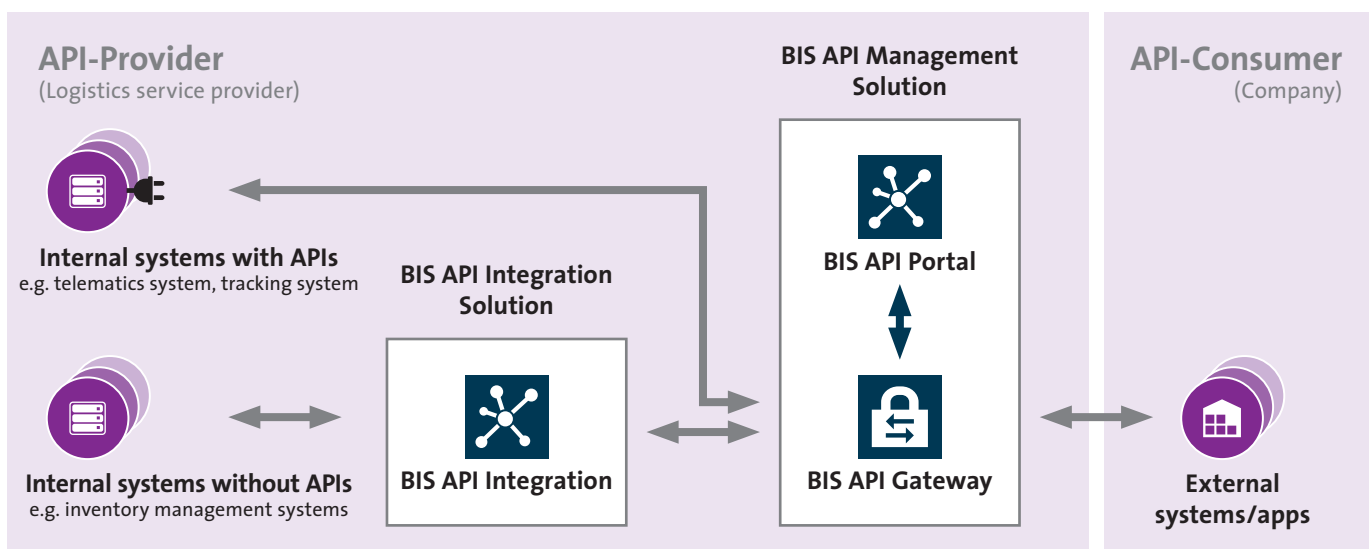 API-Provider
(Logistics service provider)
Internal systems with APIs
e.g. telematics system, tracking system
Internal systems without APIs
e.g. inventory management systems
BIS API Integration
Solution
BIS API Integration
BIS API Management
Solution
BIS API Portal
BIS API Gateway
API-Consumer
(Company)
External
systems/apps